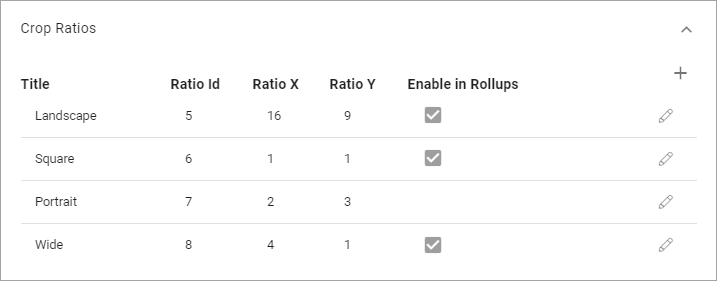 Crop Ratios
Title Ratio Id Ratio X Ratio Y Enable in Rollups
Landscape 5 16 9
Square 6 1 1
Portrait 7 2 3
Wide 8 4 1